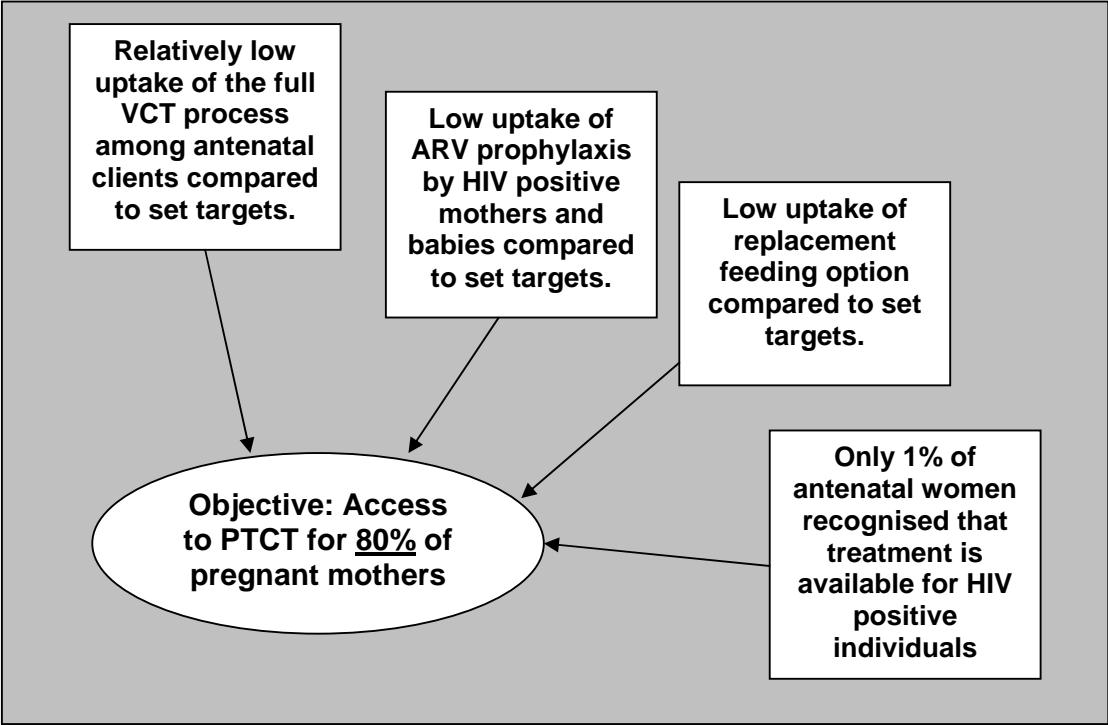 Relatively low
uptake of the full
VCT process
among antenatal
clients compared
to set targets.
Low uptake of
ARV prophylaxis
by HIV positive
mothers and
babies compared
to set targets.
Low uptake of
replacement
feeding option
compared to set
targets.
Only 1% of
antenatal women
recognised that
treatment is
available for HIV
positive
individuals
Objective: Access
to PTCT for 80% of
pregnant mothers